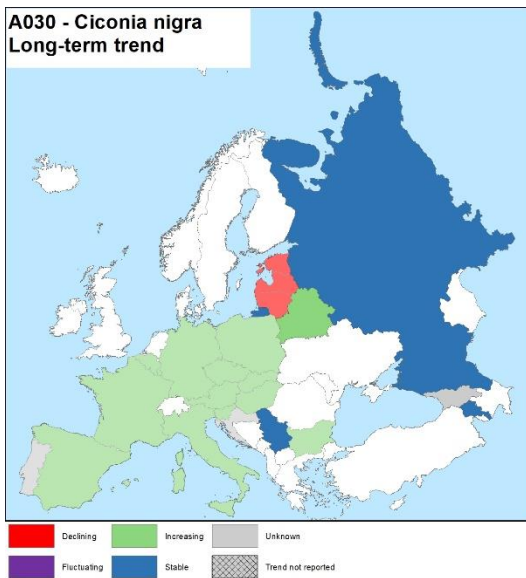 A030 - Ciconia nigra
Long-term trend
Declining
Increasing
Unknown
Fluctuating
Stable
Trend not reported